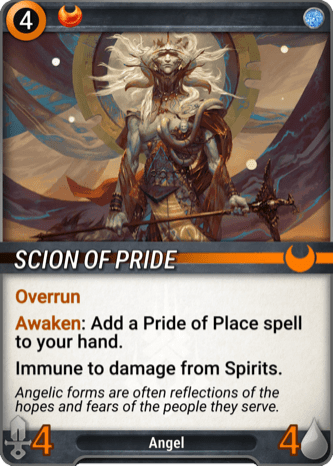 4
SCION OF PRIDE
Overrun
Awaken: Add a Pride of Place spell
to your hand.
Immune to damage from Spirits.
Angelic forms are often reflections of the
hopes and fears of the people they serve.
4 Angel 4